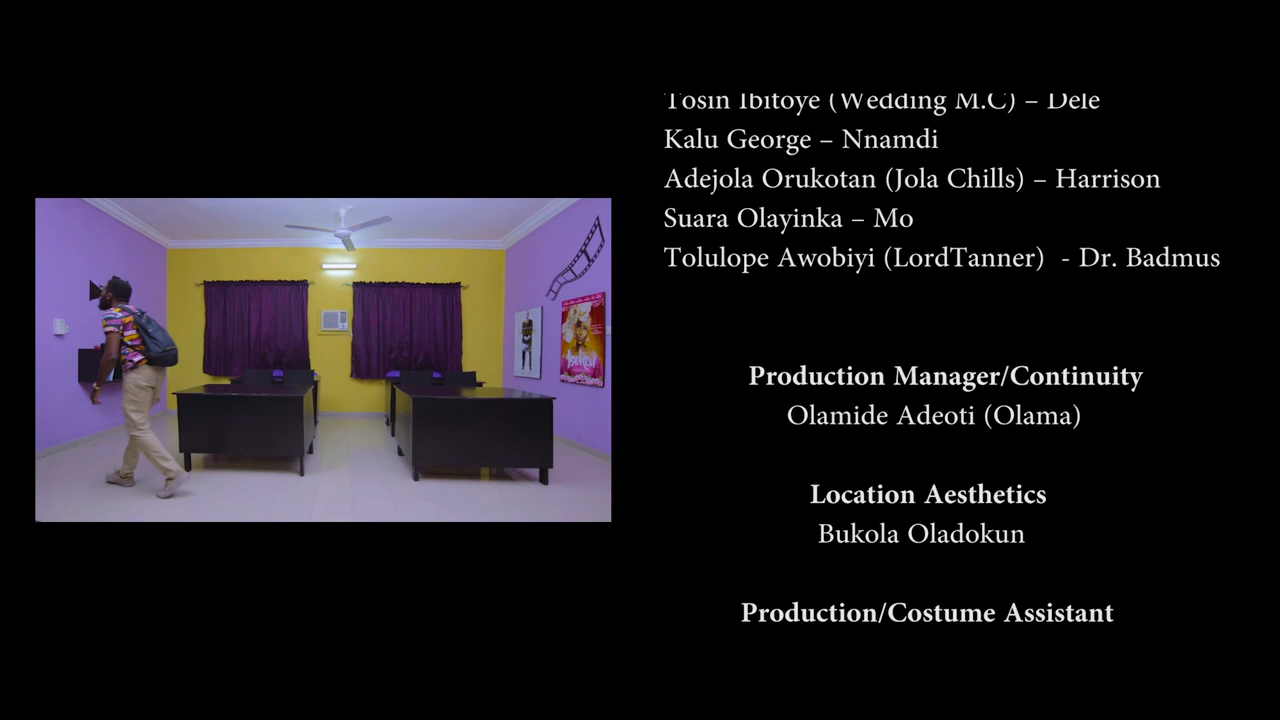 Tosin Ibitoye (Wedding M.C) – Dele
Kalu George – Nnamdi
Adejola Orukotan (Jola Chills) – Harrison
Suara Olayinka – Mo
Tolulope Awobiyi (LordTanner)  - Dr. Badmus
Production Manager/Continuity
Olamide Adeoti (Olama)
Location Aesthetics
Bukola Oladokun
Production/Costume Assistant